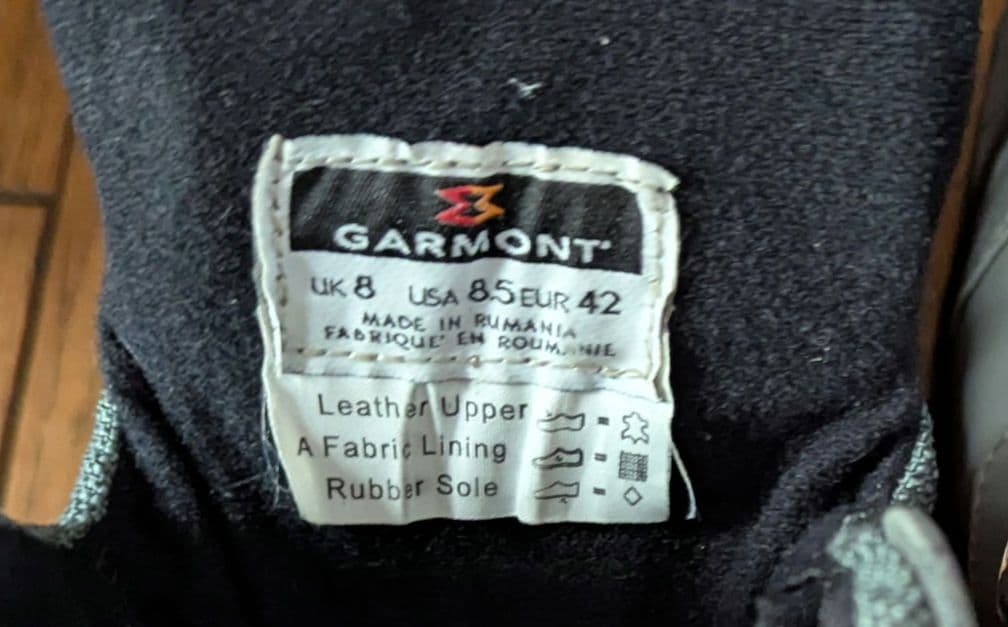 GARMONT
UK 8 USA 8.5 EUR 42
MADE IN RUMANIA
FABRIQUE' EN ROUMANIE
Leather Upper =
A Fabric Lining =
Rubber Sole =